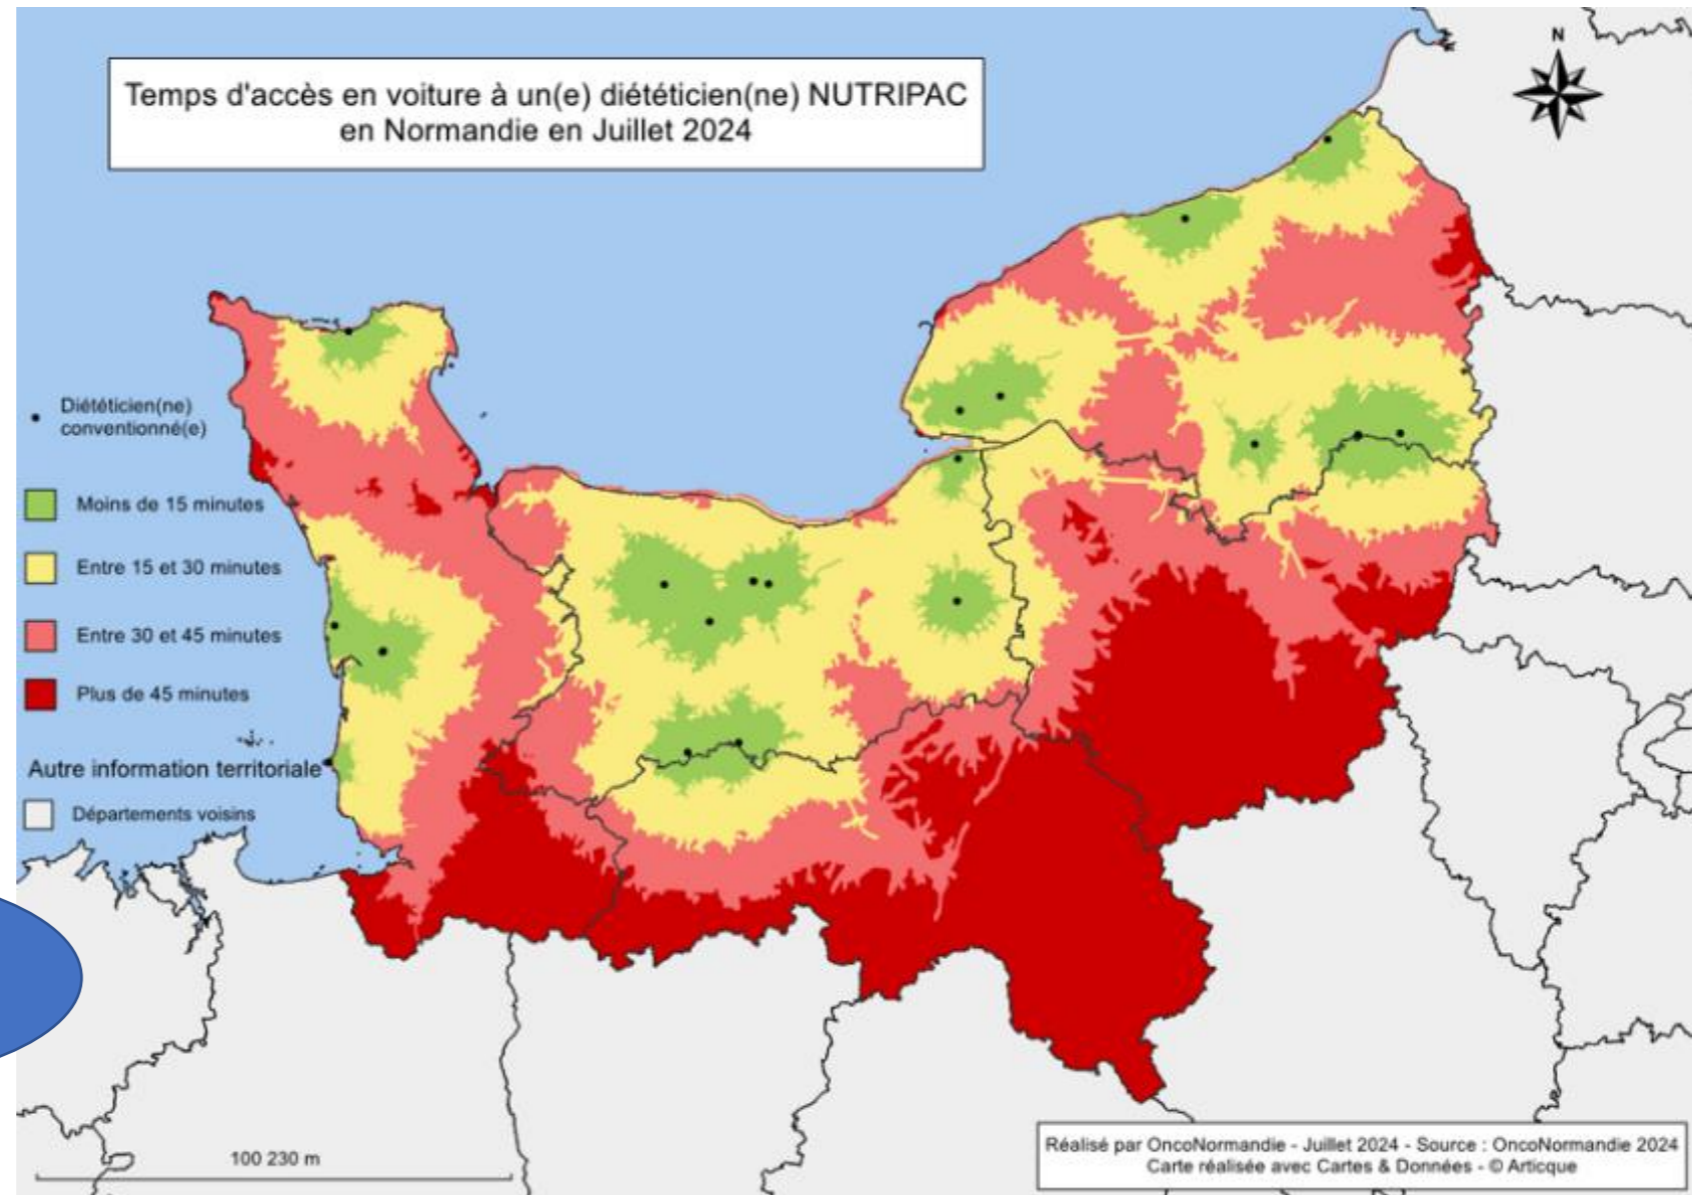 Temps d'accès en voiture à un(e) diététicien(ne) NUTRIPAC
en Normandie en Juillet 2024
N
Diététicien(ne)
conventionné(e)
Moins de 15 minutes
Entre 15 et 30 minutes
Entre 30 et 45 minutes
Plus de 45 minutes
Autre information territoriale
Départements voisins
100 230 m
Réalisé par OncoNormandie - Juillet 2024 - Source : OncoNormandie 2024
Carte réalisée avec Cartes & Données - © Articque